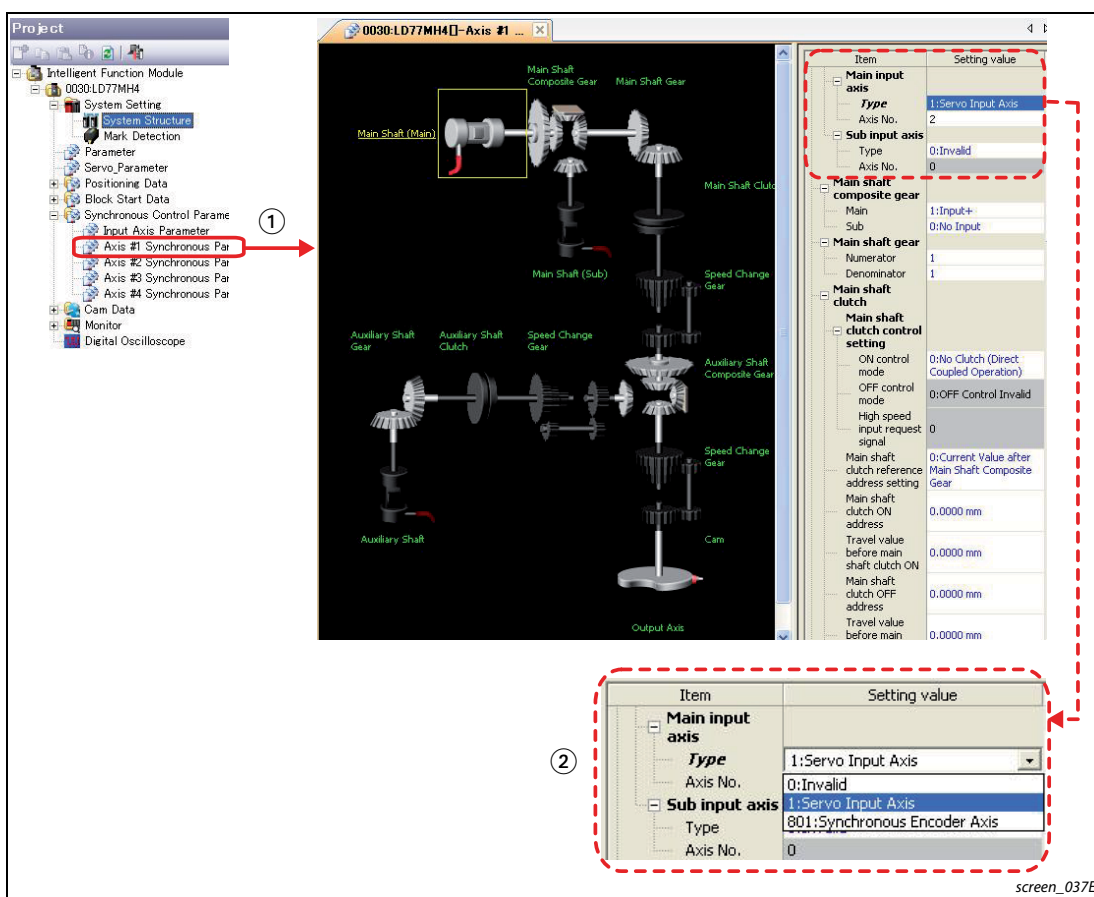 Project
Intelligent Function Module
0030:LD77MH4
System Setting
System Structure
Mark Detection
Parameter
Servo_Parameter
Positioning Data
Block Start Data
Synchronous Control Parame
Input Axis Parameter
Axis #1 Synchronous Par
Axis #2 Synchronous Par
Axis #3 Synchronous Par
Axis #4 Synchronous Par
Cam Data
Monitor
Digital Oscilloscope
①
0030:LD77MH4[]-Axis #1 ...
Main Shaft
Composite Gear
Main Shaft Gear
Main Shaft (Main)
Main Shaft Clutc
Main Shaft (Sub)
Speed Change
Gear
Auxiliary Shaft
Gear
Auxiliary Shaft
Clutch
Speed Change
Gear
Auxiliary Shaft
Composite Gear
Speed Change
Gear
Auxiliary Shaft
Cam
Output Axis
Item Setting value
Main input
axis
Type 1:Servo Input Axis
Axis No. 2
Sub input axis
Type 0:Invalid
Axis No. 0
Main shaft
composite gear
Main 1:Input+
Sub 0:No Input
Main shaft gear
Numerator 1
Denominator 1
Main shaft
clutch
Main shaft
clutch control
setting
ON control
mode
0:No Clutch (Direct
Coupled Operation)
OFF control
mode
0:OFF Control Invalid
High speed
input request
signal
0
Main shaft
clutch reference
address setting
0:Current Value after
Main Shaft Composite
Gear
Main shaft
clutch ON
address
0.0000 mm
Travel value
before main
shaft clutch ON
0.0000 mm
Main shaft
clutch OFF
address
0.0000 mm
Travel value
before main
0.0000 mm
②
Item Setting value
Main input
axis
Type 1:Servo Input Axis
Axis No.
0:Invalid
1:Servo Input Axis
801:Synchronous Encoder Axis
Sub input axis
Type
Axis No. 0
screen_037E